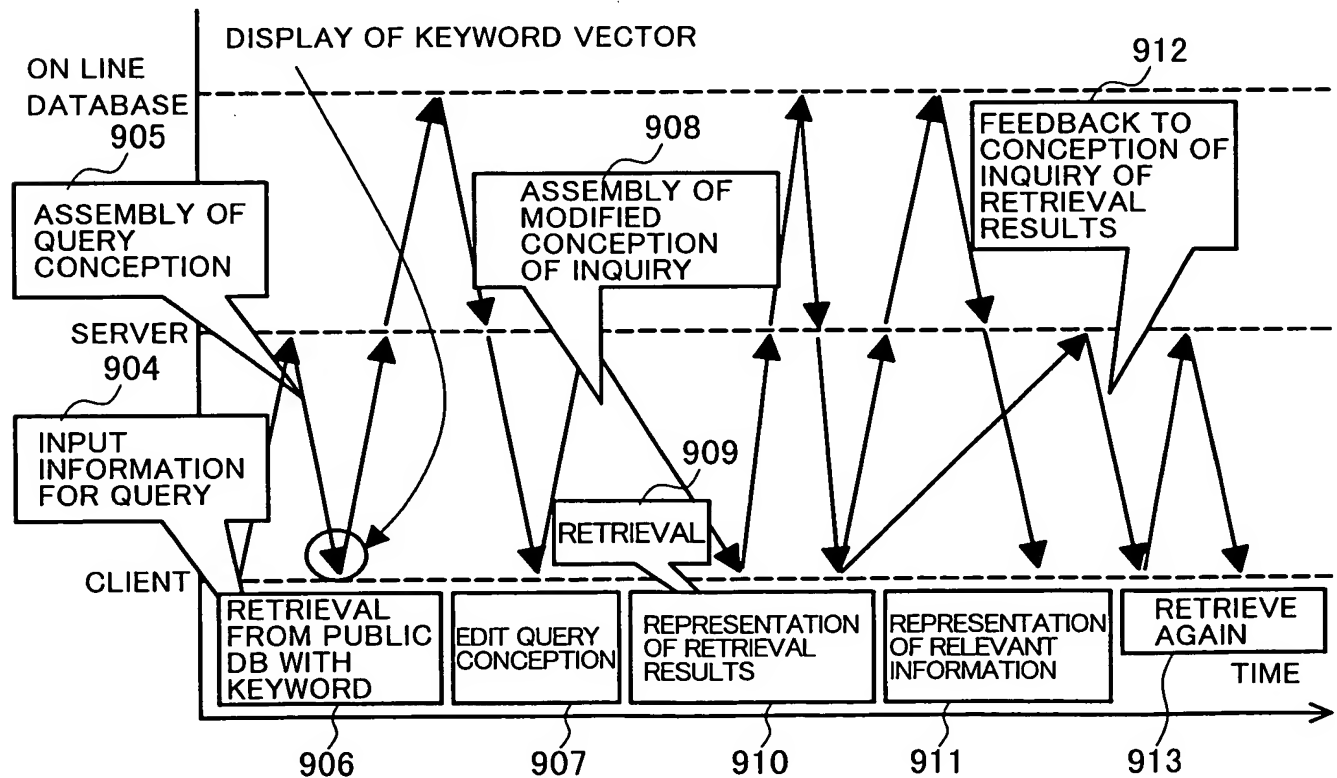 DISPLAY OF KEYWORD VECTOR
ON LINE
DATABASE
912
905
908
FEEDBACK TO
CONCEPTION OF
INQUIRY OF
RETRIEVAL
RESULTS
ASSEMBLY OF
QUERY
CONCEPTION
ASSEMBLY OF
MODIFIED
CONCEPTION
OF INQUIRY
SERVER
904
INPUT
INFORMATION
FOR QUERY
909
RETRIEVAL
CLIENT
RETRIEVAL
FROM PUBLIC
DB WITH
KEYWORD
EDIT QUERY
CONCEPTION
REPRESENTATION
OF RETRIEVAL
RESULTS
REPRESENTATION
OF RELEVANT
INFORMATION
RETRIEVE
AGAIN
TIME
906
907
910
911
913